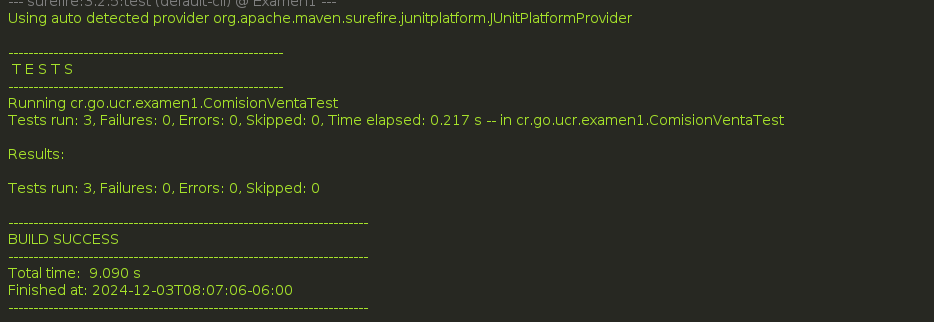 --- surefire:3.2.5:test (default-cli) @ Examen1 ---
Using auto detected provider org.apache.maven.surefire.junitplatform.JUnitPlatformProvider
-------------------------------------------------------
T E S T S
-------------------------------------------------------
Running cr.go.ucr.examen1.ComisionVentaTest
Tests run: 3, Failures: 0, Errors: 0, Skipped: 0, Time elapsed: 0.217 s -- in cr.go.ucr.examen1.ComisionVentaTest
Results:
Tests run: 3, Failures: 0, Errors: 0, Skipped: 0
------------------------------------------------------------------------
BUILD SUCCESS
------------------------------------------------------------------------
Total time:  9.090 s
Finished at: 2024-12-03T08:07:06-06:00
------------------------------------------------------------------------